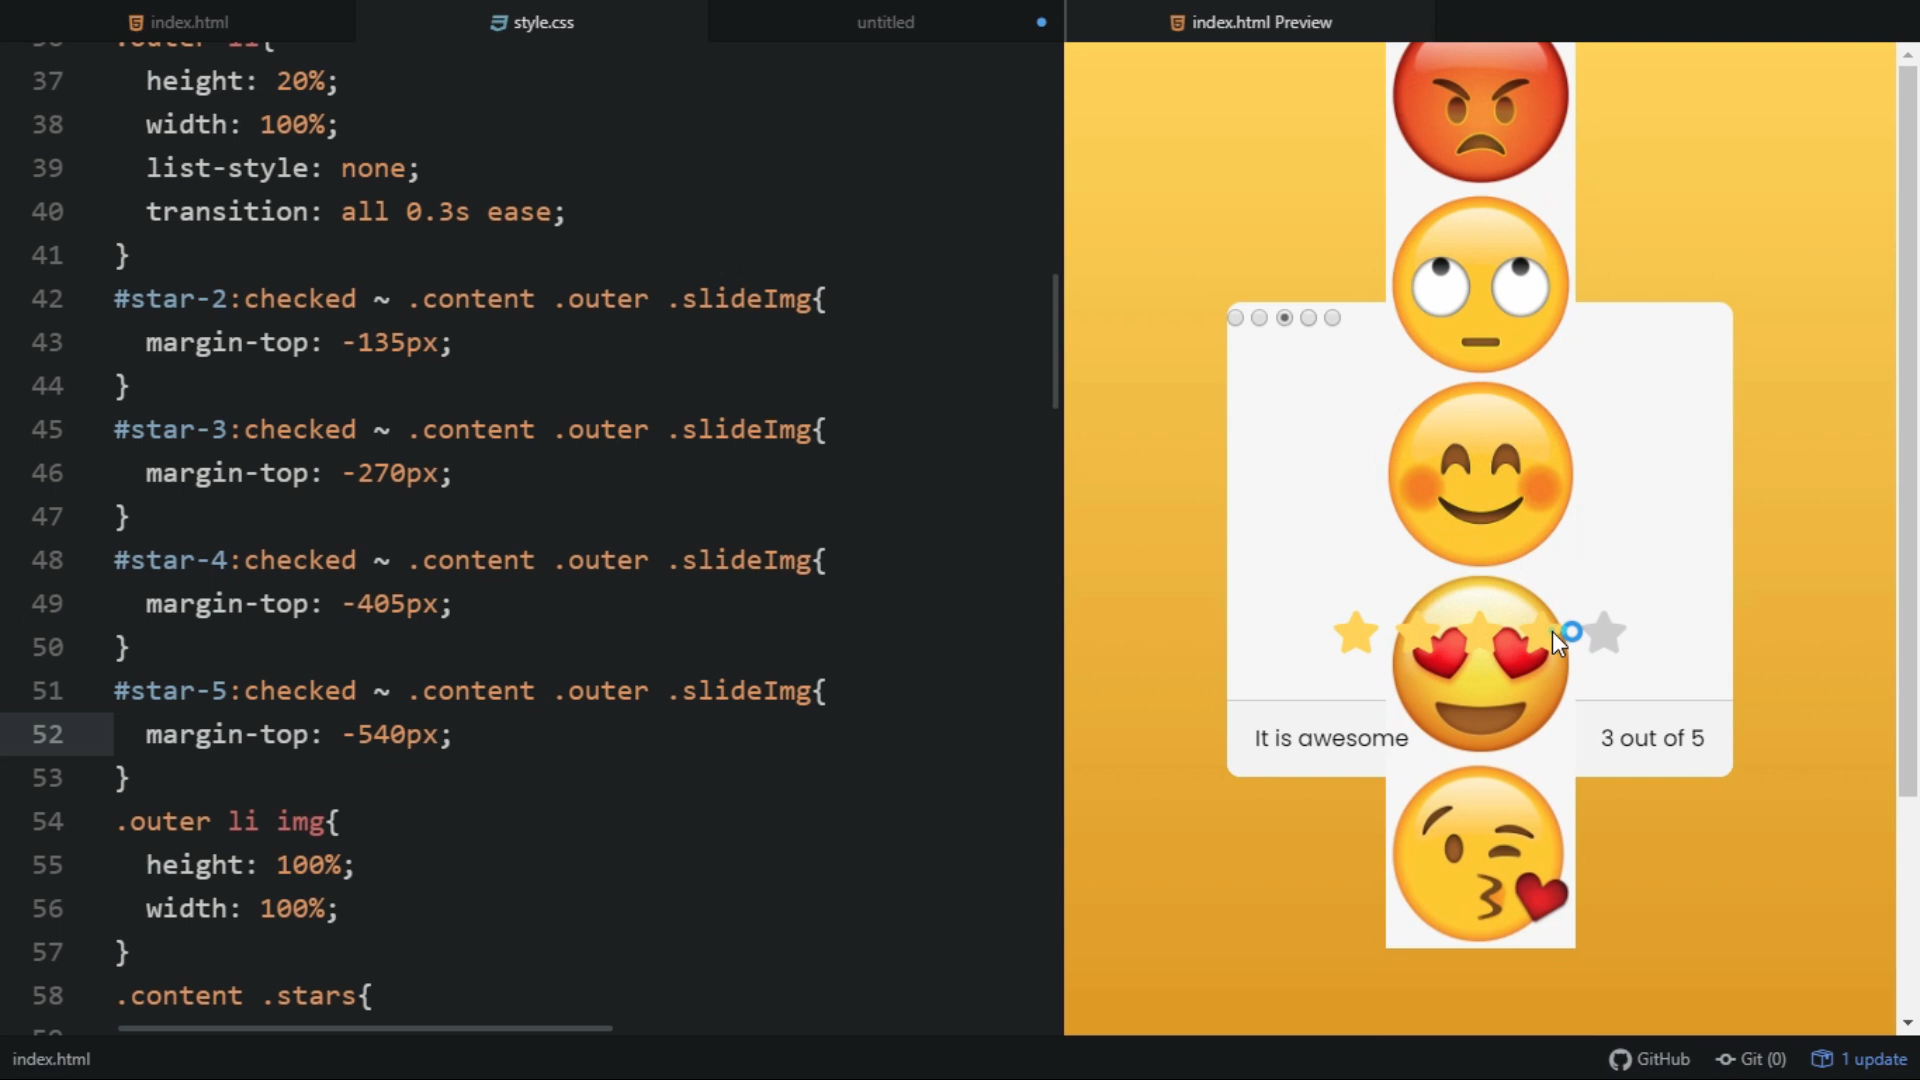 index.html
style.css
untitled
index.html Preview
36 .outer li{
37 height: 20%;
38 width: 100%;
39 list-style: none;
40 transition: all 0.3s ease;
41 }
42 #star-2:checked ~ .content .outer .slideImg{
43 margin-top: -135px;
44 }
45 #star-3:checked ~ .content .outer .slideImg{
46 margin-top: -270px;
47 }
48 #star-4:checked ~ .content .outer .slideImg{
49 margin-top: -405px;
50 }
51 #star-5:checked ~ .content .outer .slideImg{
52 margin-top: -540px;
53 }
54 .outer li img{
55 height: 100%;
56 width: 100%;
57 }
58 .content .stars{
It is awesome
3 out of 5
index.html
GitHub
Git (0)
1 update